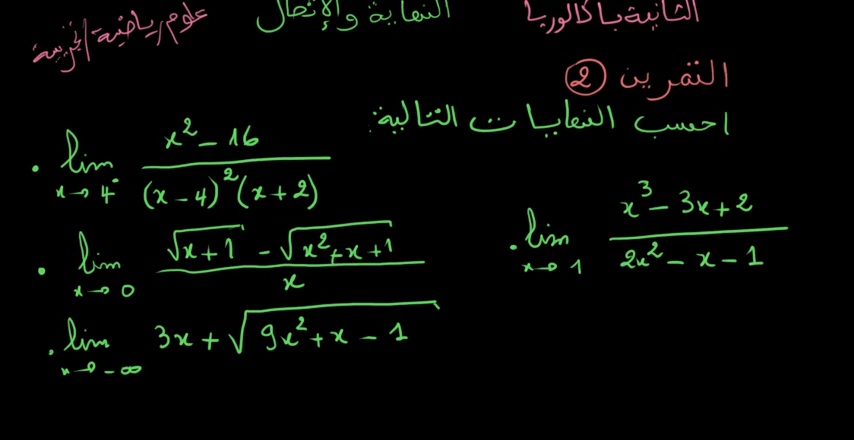 الثانية باكالوريا النهاية والإتصال علوم رياضية / تجريبية
التمرين ②
احسب النهايات التالية:
• lim x→4⁻ (x² - 16) / ((x - 4)² (x + 2))
• lim x→1 (x³ - 3x + 2) / (2x² - x - 1)
• lim x→0 (√(x + 1) - √(x² + x + 1)) / x
• lim x→-∞ 3x + √(9x² + x - 1)